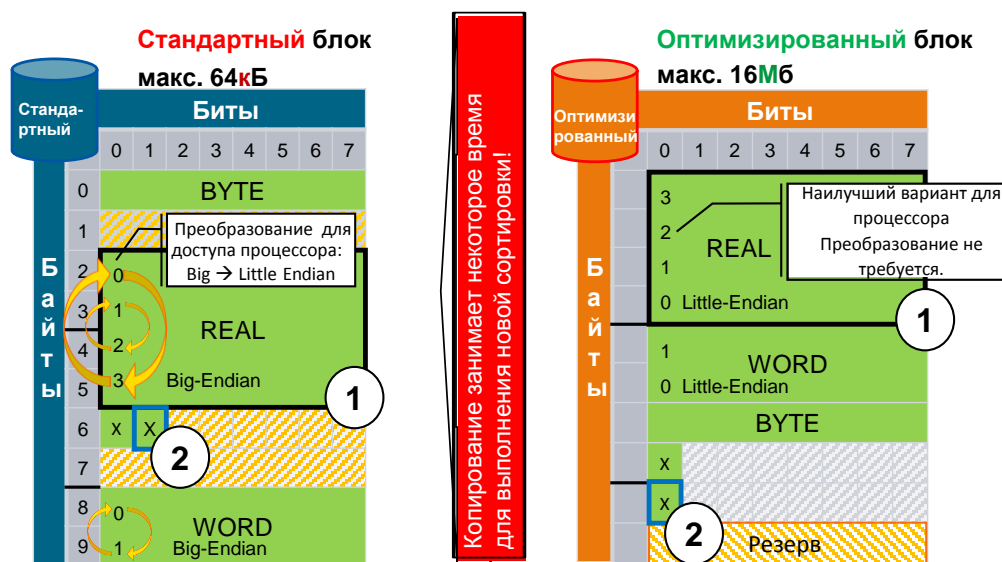 Стандартный блок
макс. 64кБ
Станда-
ртный
Биты
0 1 2 3 4 5 6 7
Байты
0 BYTE
1
Преобразование для
доступа процессора:
Big → Little Endian
2 0
3 1
REAL
4 2
5 3 Big-Endian
1
6 x x
2
7
8 0
WORD
9 1 Big-Endian
Копирование занимает некоторое время
для выполнения новой сортировки!
Оптимизированный блок
макс. 16Мб
Оптимизи
рованный
Биты
0 1 2 3 4 5 6 7
Байты
3
Наилучший вариант для
процессора
Преобразование не
требуется.
2
REAL
1
0 Little-Endian
1
1
WORD
0 Little-Endian
BYTE
x
x
2
Резерв